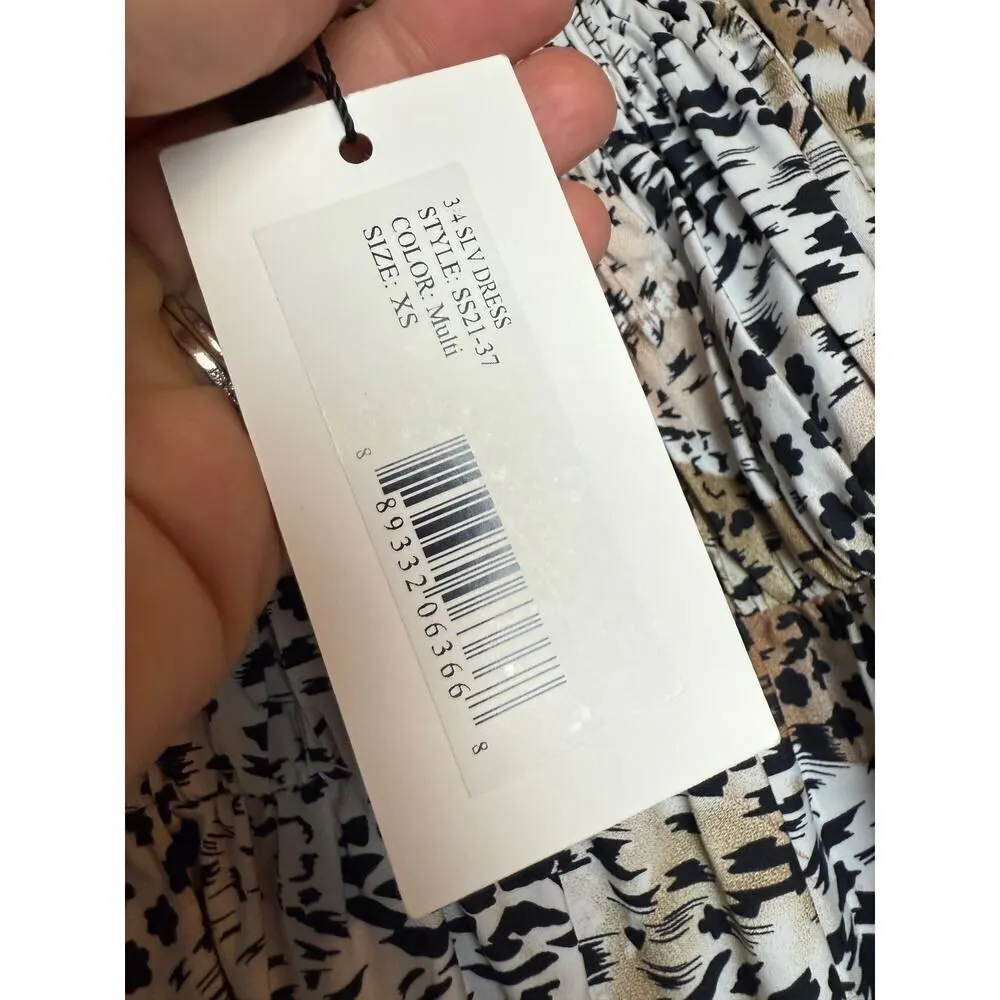 3-4 SLV DRESS
STYLE: SS21-37
COLOR: Multi
SIZE: XS
8 89332 06366 8